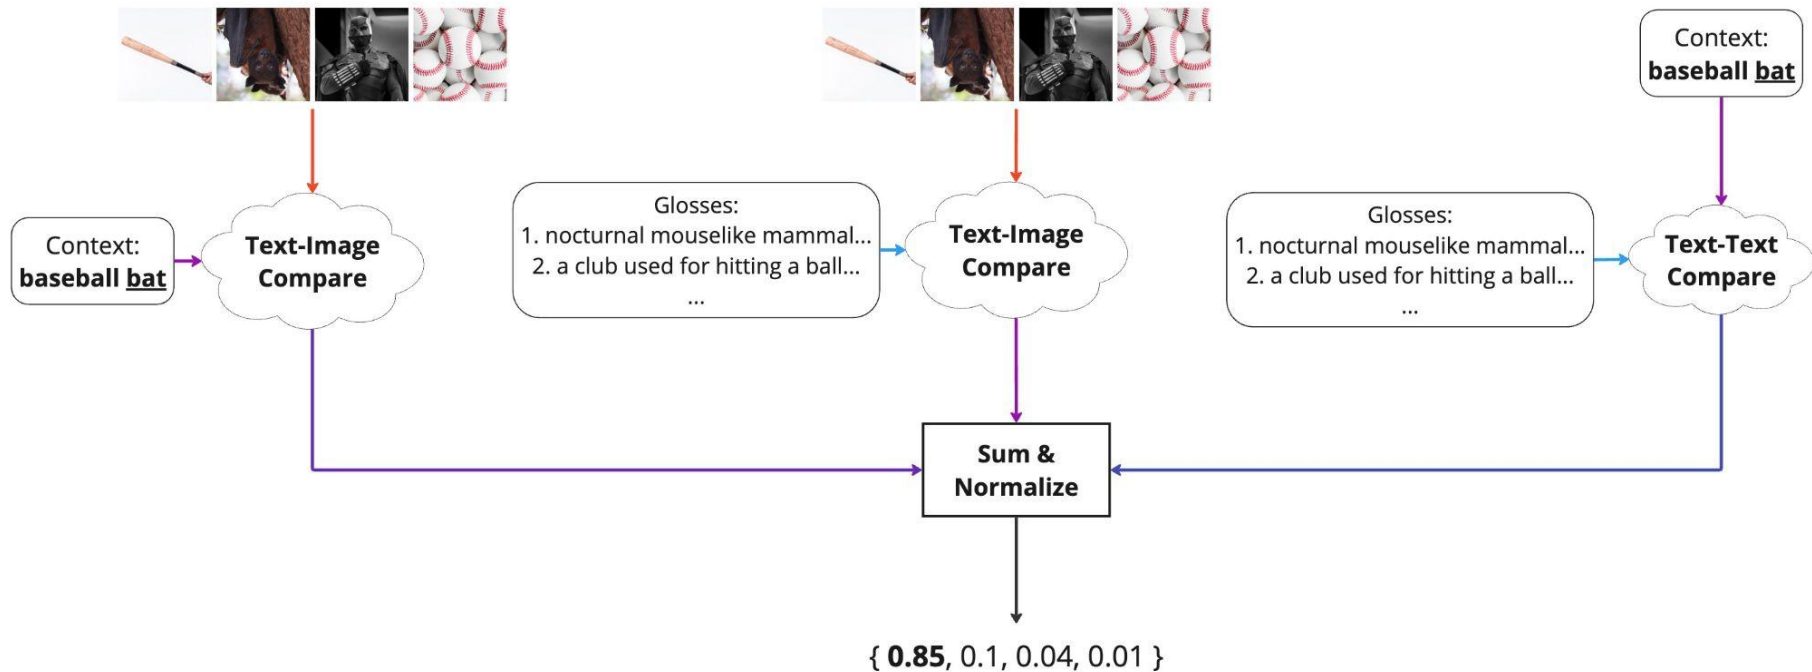 Context:
baseball bat
Context:
baseball bat
Text-Image
Compare
Glosses:
1. nocturnal mouselike mammal...
2. a club used for hitting a ball...
...
Text-Image
Compare
Glosses:
1. nocturnal mouselike mammal...
2. a club used for hitting a ball...
...
Text-Text
Compare
Sum &
Normalize
{ 0.85, 0.1, 0.04, 0.01 }